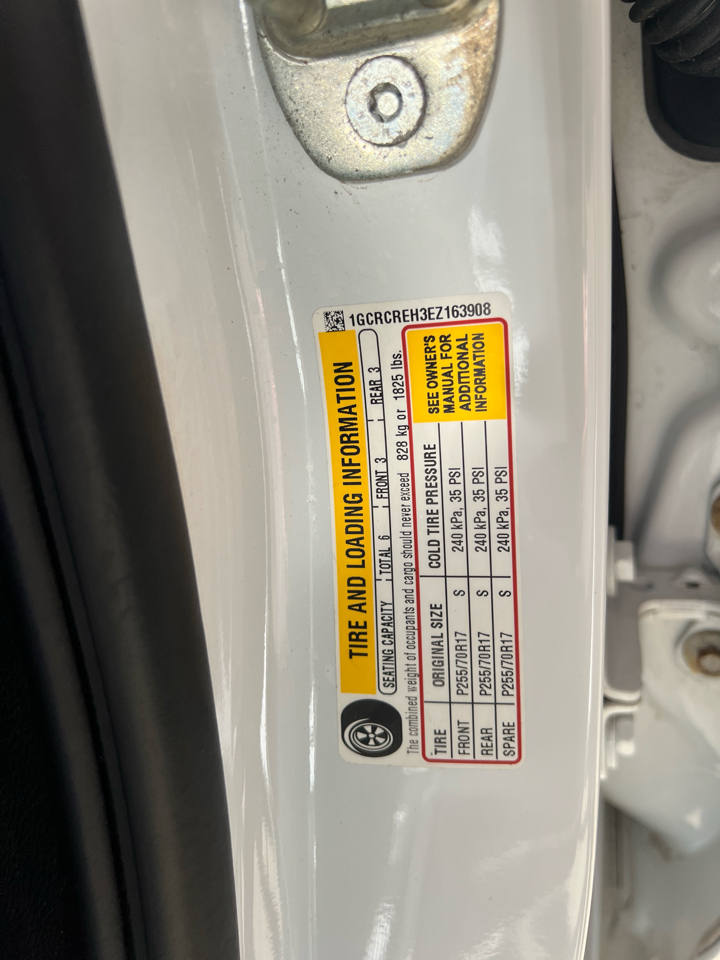 1GCRCREH3EZ163908
TIRE AND LOADING INFORMATION
SEATING CAPACITY TOTAL 6 FRONT 3 REAR 3
The combined weight of occupants and cargo should never exceed 828 kg or 1825 lbs.
TIRE ORIGINAL SIZE COLD TIRE PRESSURE
FRONT P255/70R17 S 240 kPa, 35 PSI
REAR P255/70R17 S 240 kPa, 35 PSI
SPARE P255/70R17 S 240 kPa, 35 PSI
SEE OWNER'S
MANUAL FOR
ADDITIONAL
INFORMATION